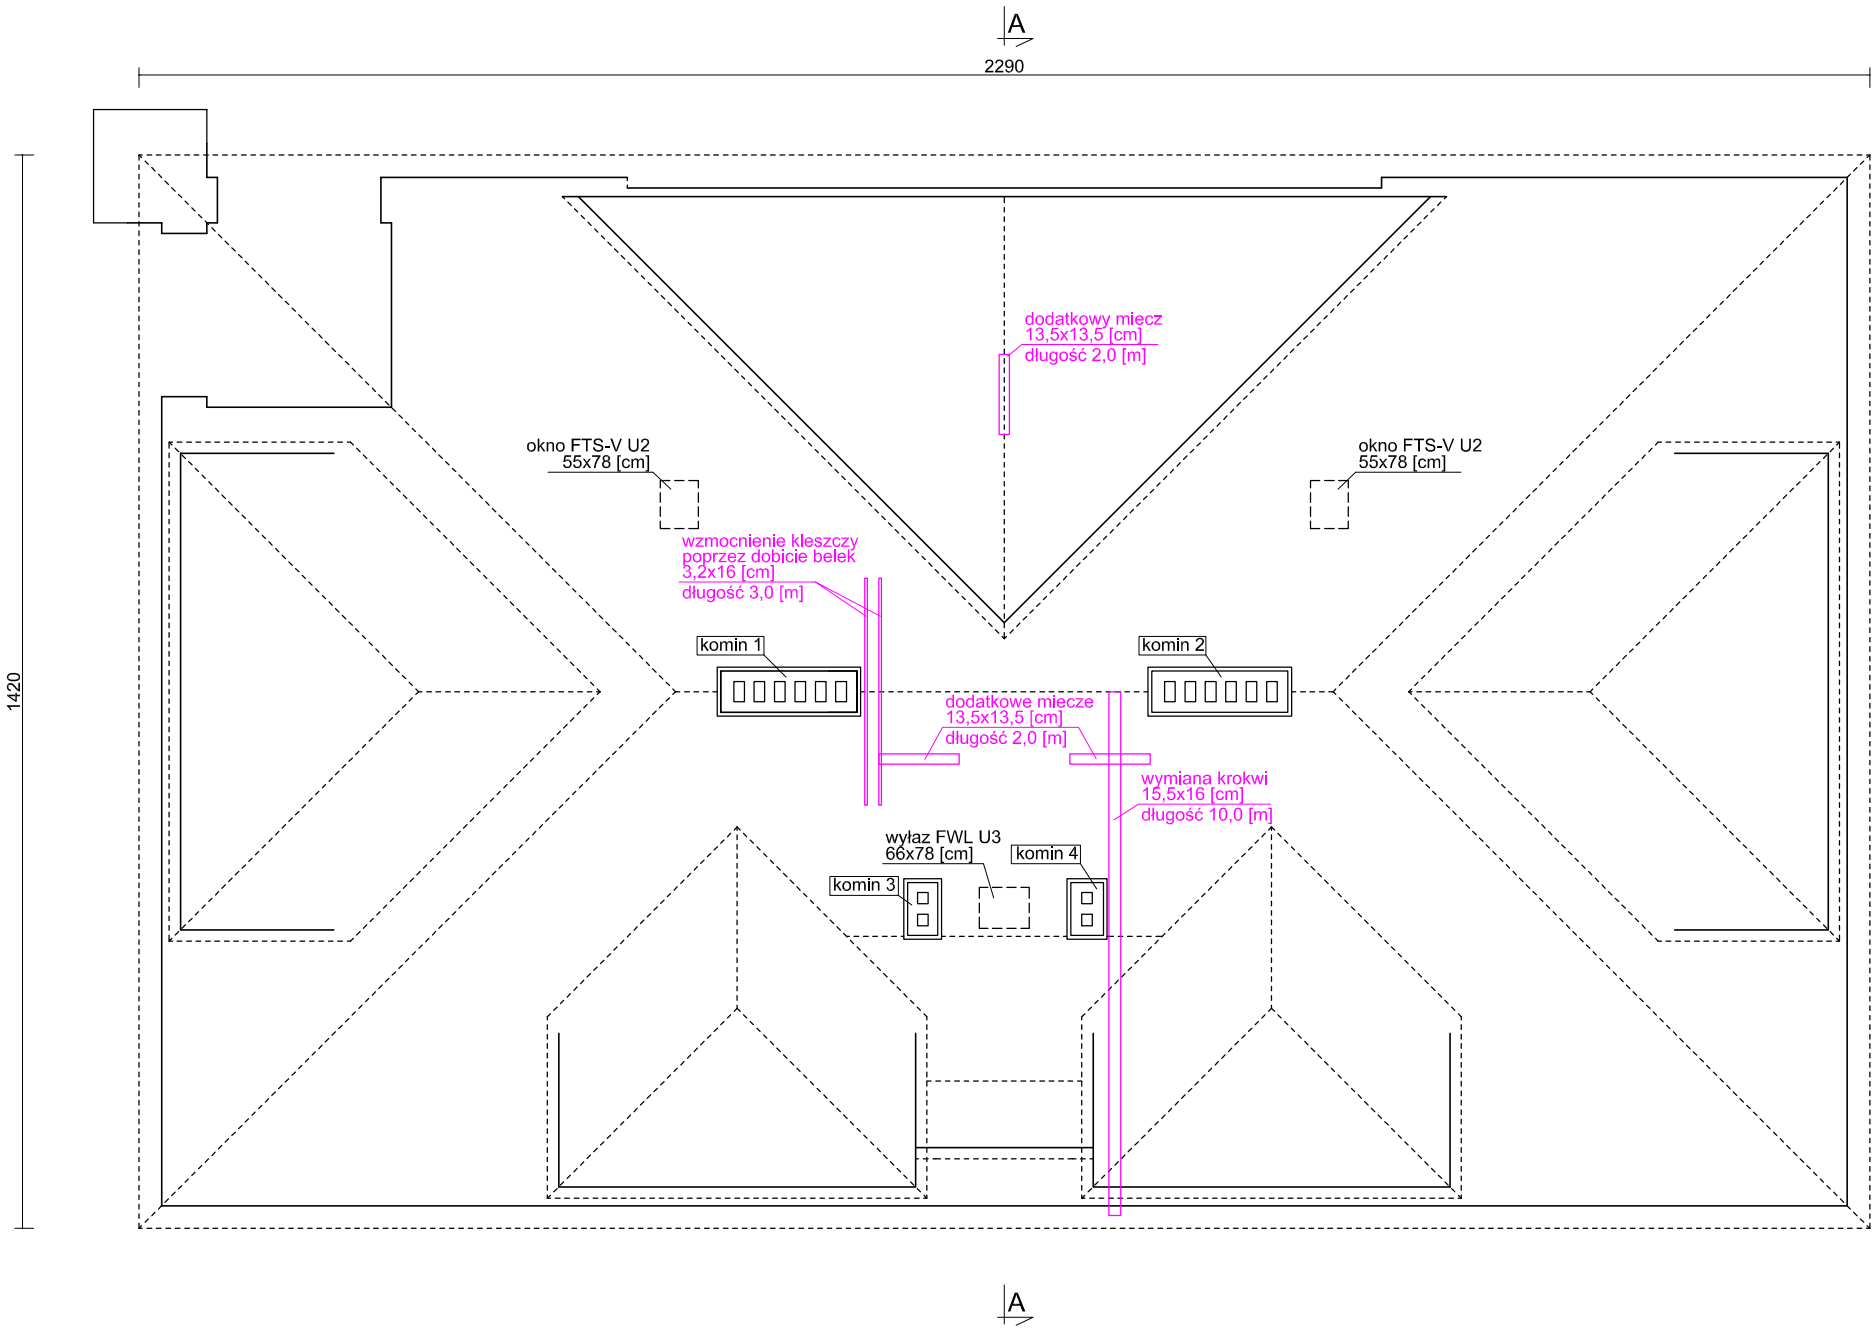 A
2290
1420
dodatkowy miecz
13,5x13,5 [cm]
długość 2,0 [m]
okno FTS-V U2
55x78 [cm]
okno FTS-V U2
55x78 [cm]
wzmocnienie kleszczy
poprzez dobicie belek
3,2x16 [cm]
długość 3,0 [m]
komin 1
komin 2
dodatkowe miecze
13,5x13,5 [cm]
długość 2,0 [m]
wymiana krokwi
15,5x16 [cm]
długość 10,0 [m]
wyłaz FWL U3
66x78 [cm]
komin 4
komin 3
A